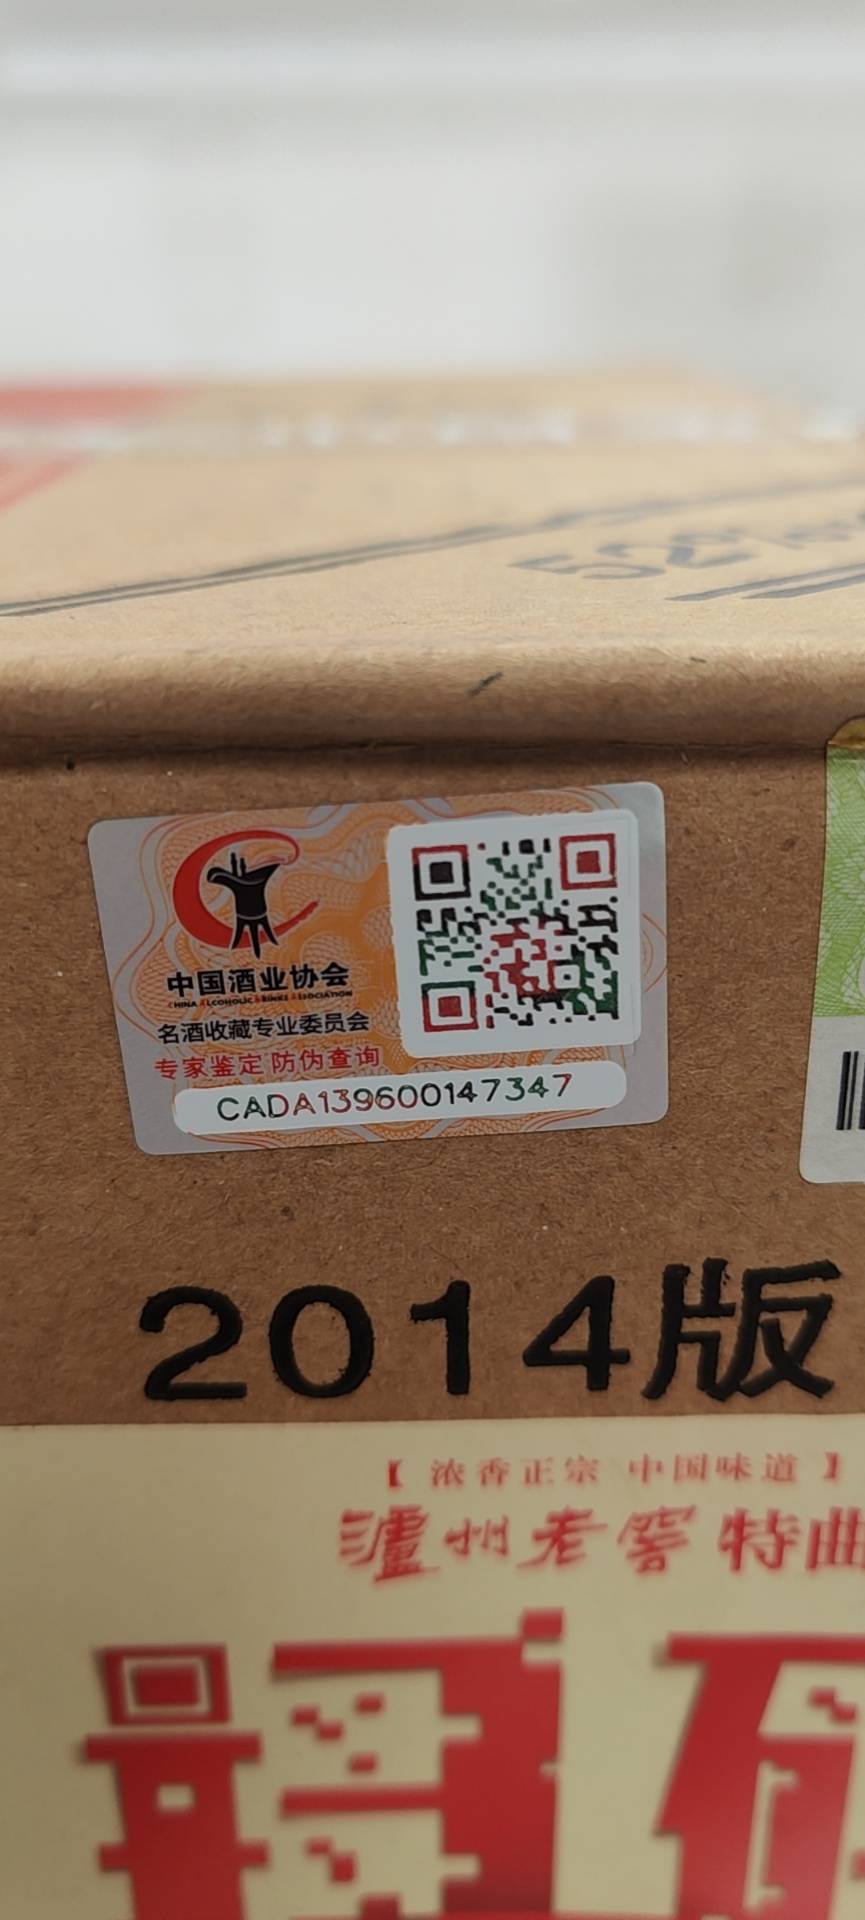 52%
中国酒业协会
CHINA ALCOHOLIC DRINKS ASSOCIATION
名酒收藏专业委员会
专家鉴定 防伪查询
CADA139600147347
2014版
【 浓香正宗 中国味道 】
泸州老窖 特曲